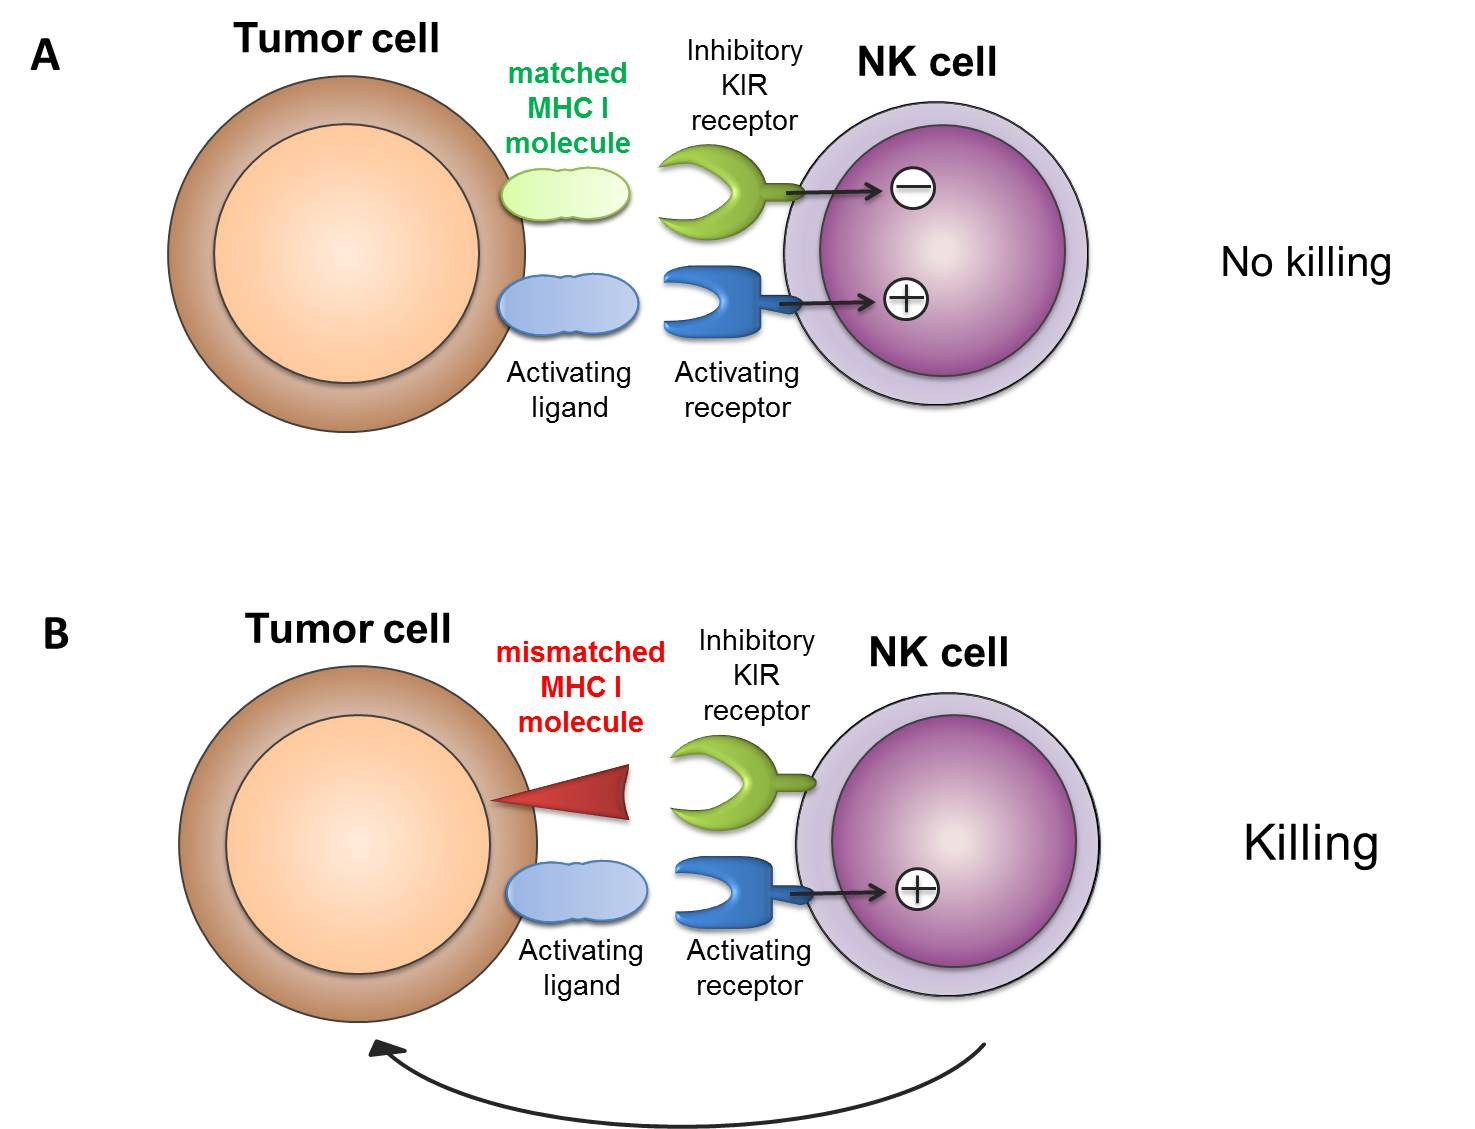 A
Tumor cell
matched
MHC I
molecule
Inhibitory
KIR
receptor
NK cell
No killing
Activating
ligand
Activating
receptor
B
Tumor cell
mismatched
MHC I
molecule
Inhibitory
KIR
receptor
NK cell
Killing
Activating
ligand
Activating
receptor